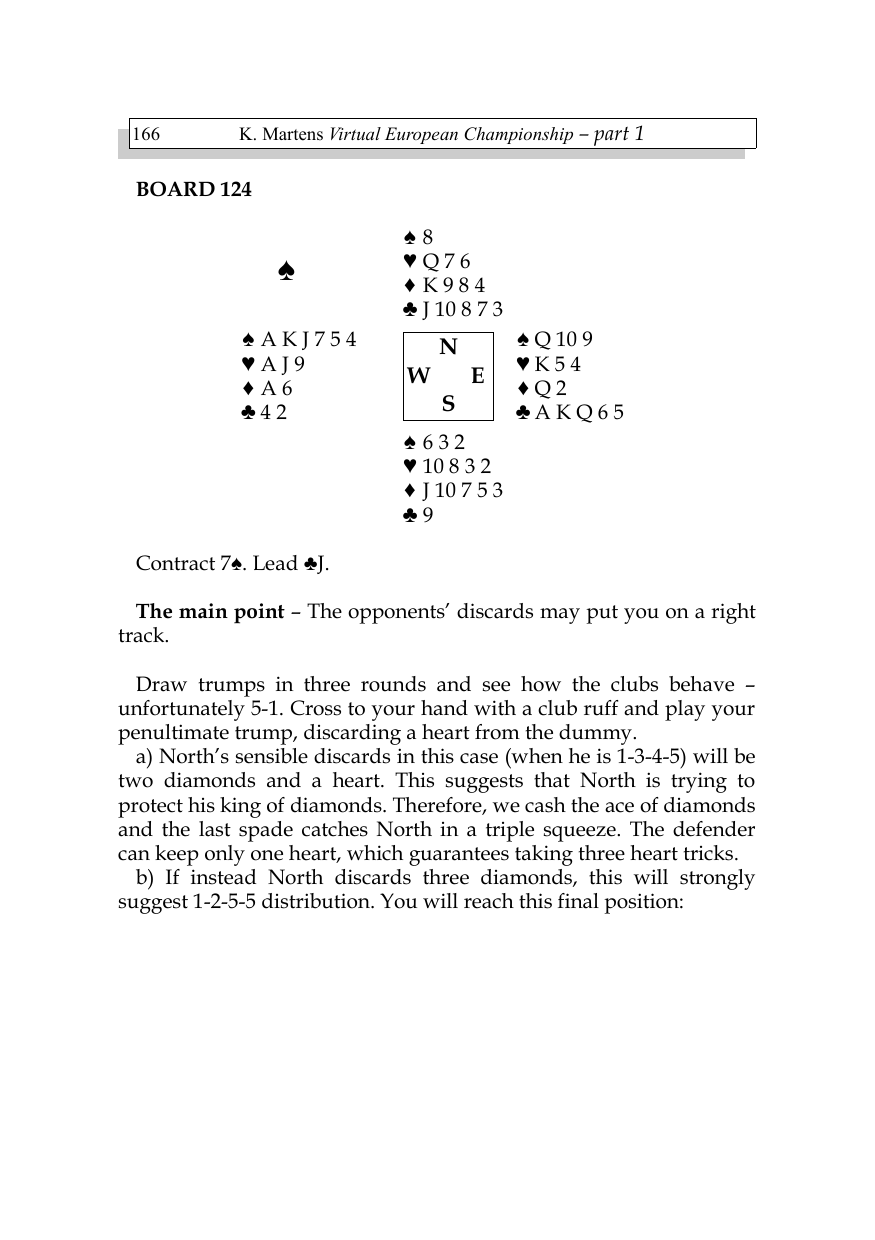 166 K. Martens Virtual European Championship – part 1
BOARD 124
♠ 8
♥ Q 7 6
♦ K 9 8 4
♣ J 10 8 7 3
♠
♠ A K J 7 5 4
♥ A J 9
♦ A 6
♣ 4 2
N
W E
S
♠ Q 10 9
♥ K 5 4
♦ Q 2
♣ A K Q 6 5
♠ 6 3 2
♥ 10 8 3 2
♦ J 10 7 5 3
♣ 9
Contract 7♠. Lead ♣J.
The main point – The opponents’ discards may put you on a right
track.
Draw trumps in three rounds and see how the clubs behave –
unfortunately 5-1. Cross to your hand with a club ruff and play your
penultimate trump, discarding a heart from the dummy.
a) North’s sensible discards in this case (when he is 1-3-4-5) will be
two diamonds and a heart. This suggests that North is trying to
protect his king of diamonds. Therefore, we cash the ace of diamonds
and the last spade catches North in a triple squeeze. The defender
can keep only one heart, which guarantees taking three heart tricks.
b) If instead North discards three diamonds, this will strongly
suggest 1-2-5-5 distribution. You will reach this final position: